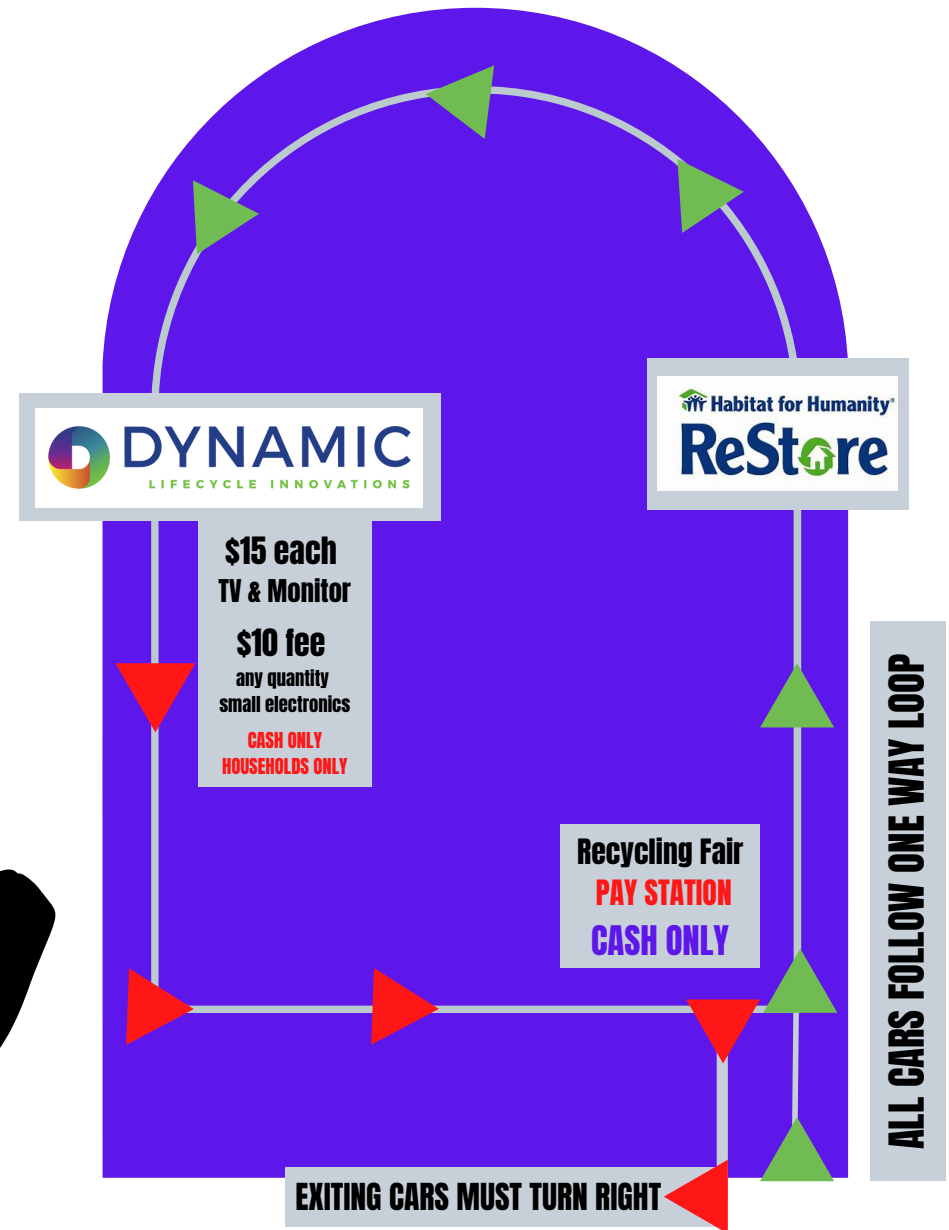 DYNAMIC
LIFECYCLE INNOVATIONS
Habitat for Humanity®
ReStore
$15 each
TV & Monitor
$10 fee
any quantity
small electronics
CASH ONLY
HOUSEHOLDS ONLY
Recycling Fair
PAY STATION
CASH ONLY
ALL CARS FOLLOW ONE WAY LOOP
EXITING CARS MUST TURN RIGHT